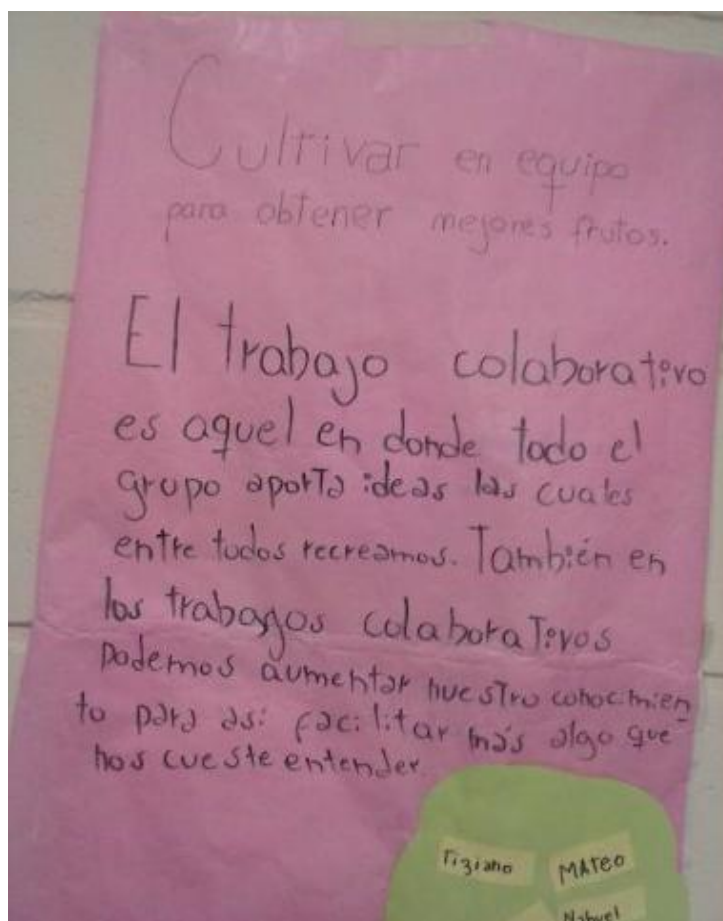 Cultivar en equipo
para obtener mejores frutos.
El trabajo colaborativo
es aquel en donde todo el
grupo aporta ideas las cuales
entre todos recreamos. También en
los trabajos colaborativos
podemos aumentar nuestro conocimien
to para así facilitar más algo que
nos cueste entender
Tiziano
MATEO
Nahuel